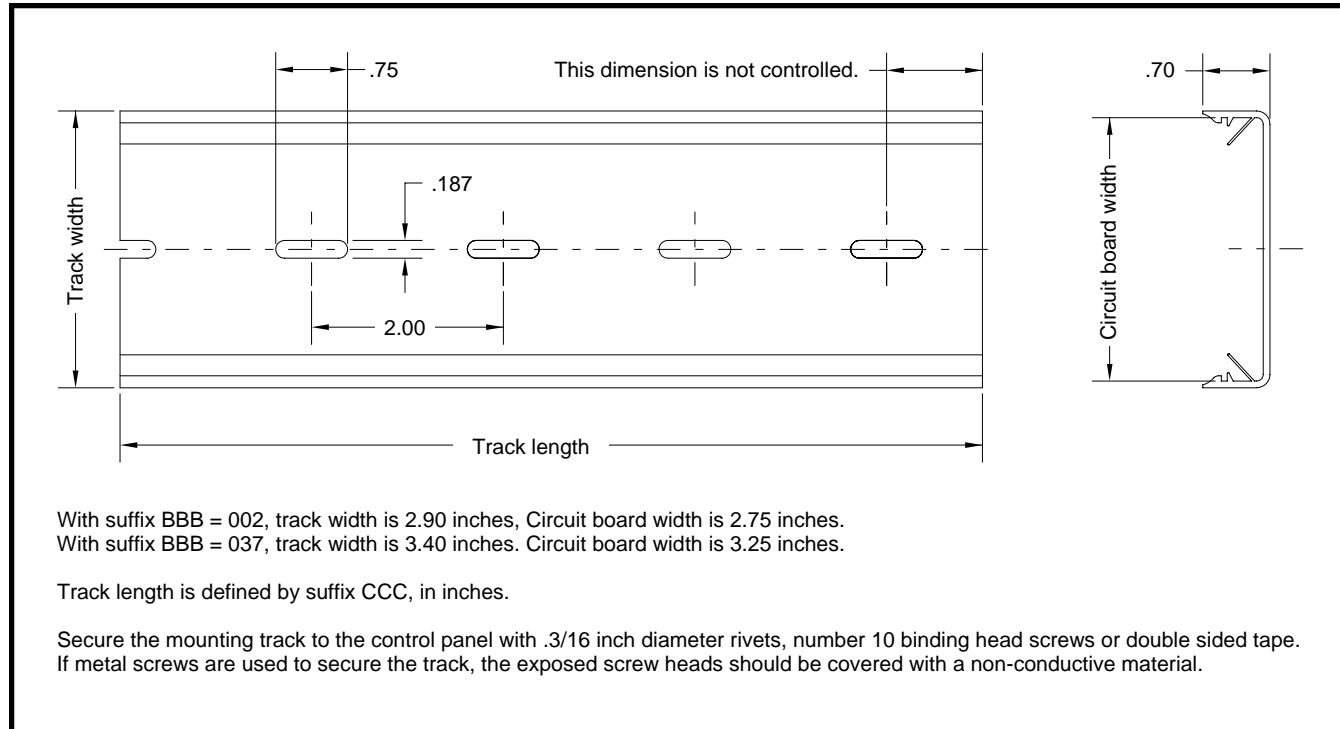 .75
This dimension is not controlled.
.70
.187
Track width
Circuit board width
2.00
Track length
With suffix BBB = 002, track width is 2.90 inches, Circuit board width is 2.75 inches.
With suffix BBB = 037, track width is 3.40 inches. Circuit board width is 3.25 inches.
Track length is defined by suffix CCC, in inches.
Secure the mounting track to the control panel with .3/16 inch diameter rivets, number 10 binding head screws or double sided tape.
If metal screws are used to secure the track, the exposed screw heads should be covered with a non-conductive material.